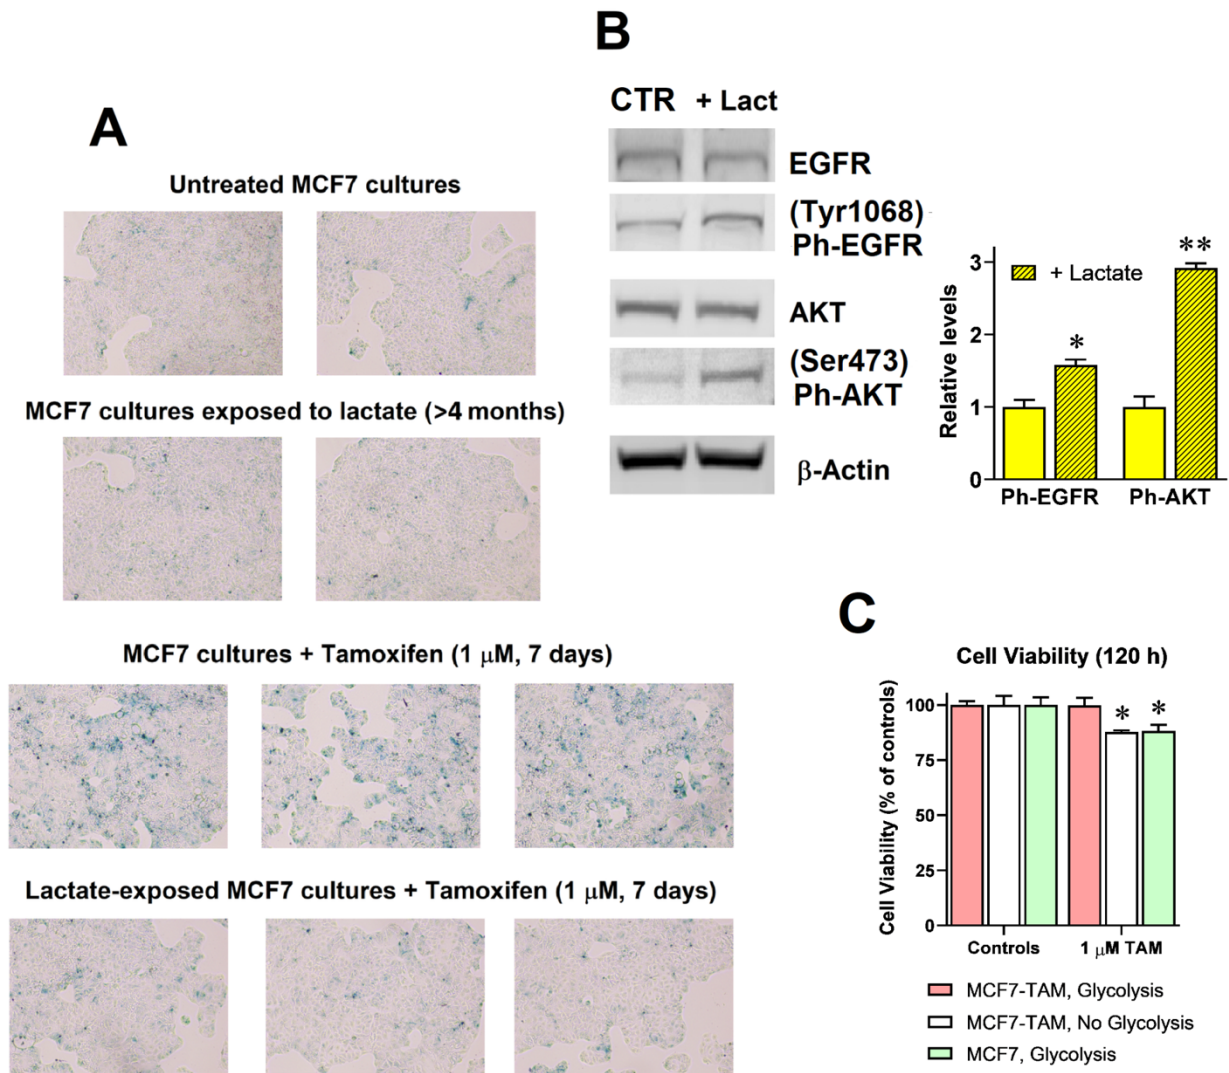 A
Untreated MCF7 cultures
MCF7 cultures exposed to lactate (>4 months)
MCF7 cultures + Tamoxifen (1 μM, 7 days)
Lactate-exposed MCF7 cultures + Tamoxifen (1 μM, 7 days)
B
CTR + Lact
EGFR
(Tyr1068)
Ph-EGFR
AKT
(Ser473)
Ph-AKT
β-Actin
Relative levels
3
2
1
0
+ Lactate
*
**
Ph-EGFR Ph-AKT
C
Cell Viability (120 h)
Cell Viability (% of controls)
100
75
50
25
0
* *
Controls 1 μM TAM
MCF7-TAM, Glycolysis
MCF7-TAM, No Glycolysis
MCF7, Glycolysis